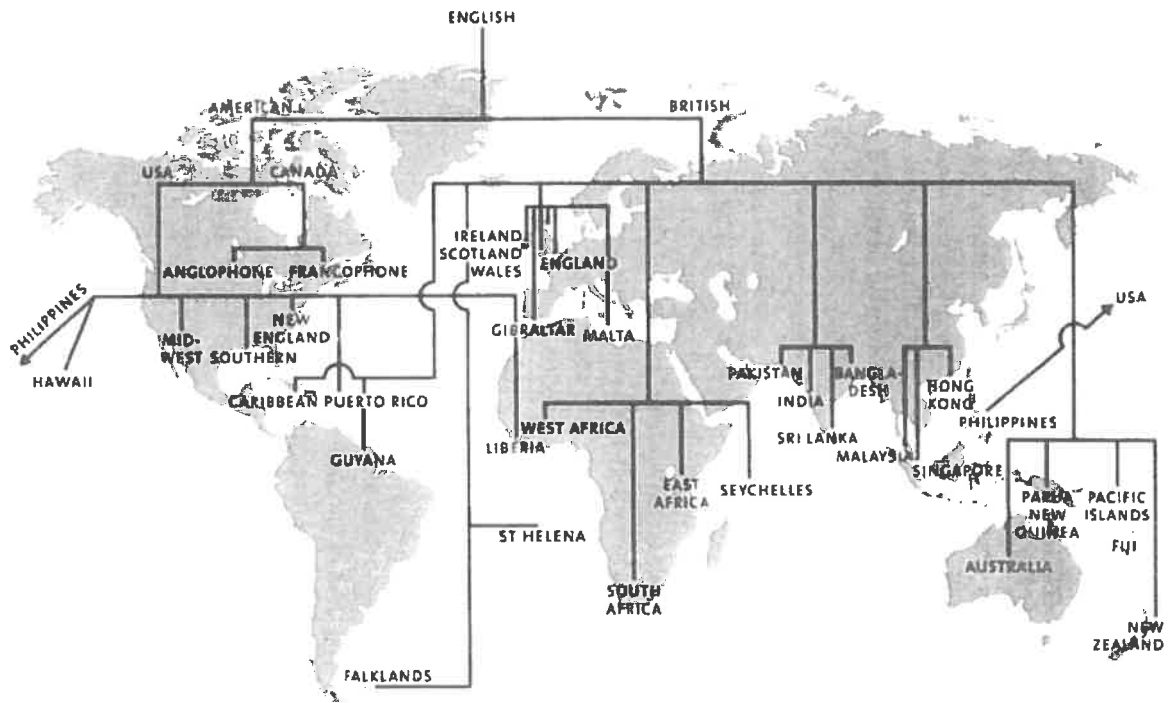 ENGLISH
AMERICAN
BRITISH
USA
CANADA
IRELAND
SCOTLAND
WALES
ENGLAND
ANGLOPHONE
FRANCOPHONE
PHILIPPINES
HAWAII
MID-
WEST
SOUTHERN
NEW
ENGLAND
GIBRALTAR
MALTA
USA
CARIBBEAN
PUERTO RICO
GUYANA
LIBERIA
WEST AFRICA
EAST
AFRICA
SEYCHELLES
SOUTH
AFRICA
ST HELENA
FALKLANDS
PAKISTAN
INDIA
BANGLA-
DESH
SRI LANKA
HONG
KONG
MALAYSIA
SINGAPORE
PHILIPPINES
PAPUA
NEW
GUINEA
PACIFIC
ISLANDS
FIJI
AUSTRALIA
NEW
ZEALAND